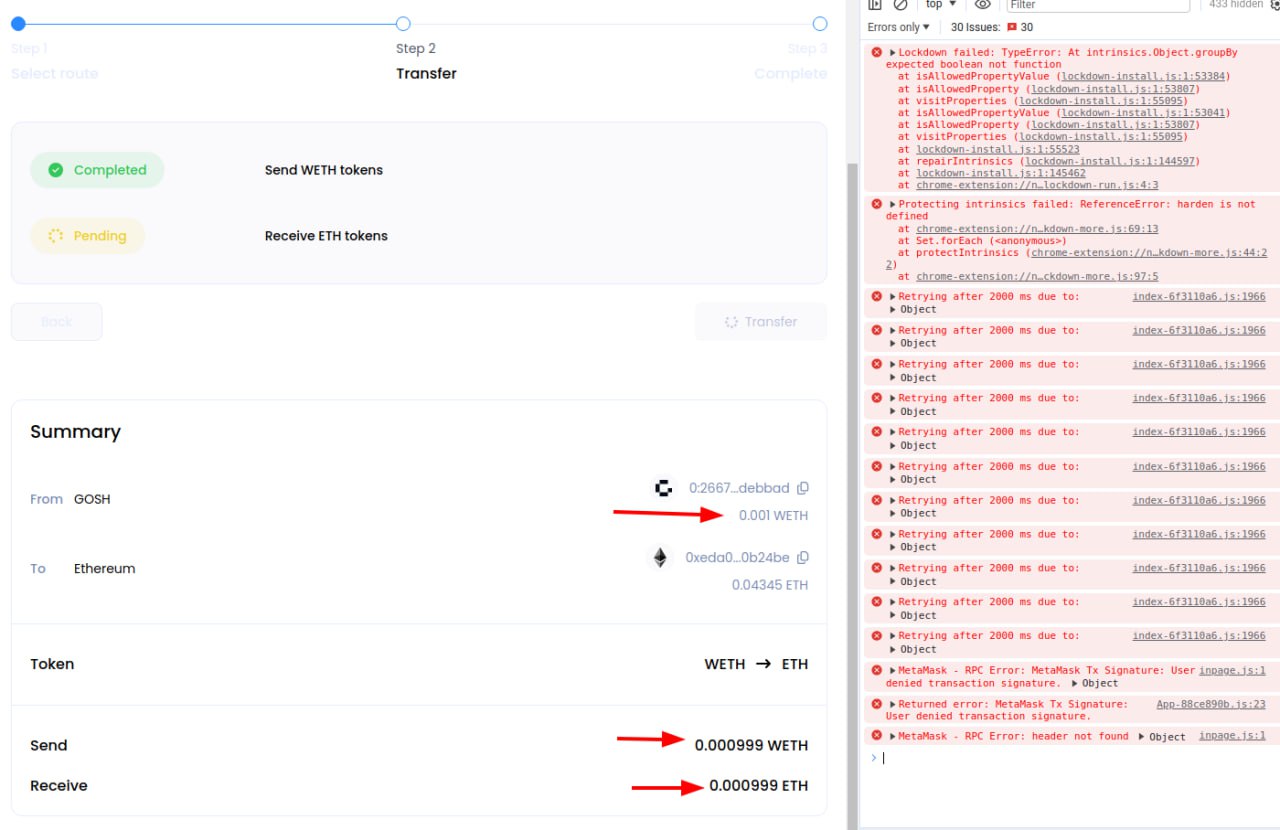 Step 1
Step 2
Step 3
Select route
Transfer
Complete
Completed
Send WETH tokens
Pending
Receive ETH tokens
Back
Transfer
Summary
From GOSH
0:2667...debbad
0.001 WETH
To Ethereum
0xeda0...0b24be
0.04345 ETH
Token
WETH → ETH
Send
0.000999 WETH
Receive
0.000999 ETH
top ▼
Filter
433 hidden
Errors only ▼
30 Issues: 30
▶Lockdown failed: TypeError: At intrinsics.Object.groupBy
expected boolean not function
at isAllowedPropertyValue (lockdown-install.js:1:53384)
at isAllowedProperty (lockdown-install.js:1:53807)
at visitProperties (lockdown-install.js:1:55095)
at isAllowedPropertyValue (lockdown-install.js:1:53041)
at isAllowedProperty (lockdown-install.js:1:53807)
at visitProperties (lockdown-install.js:1:55095)
at lockdown-install.js:1:55523
at repairIntrinsics (lockdown-install.js:1:144597)
at lockdown-install.js:1:145462
at chrome-extension://n…lockdown-run.js:4:3
▶Protecting intrinsics failed: ReferenceError: harden is not
defined
at chrome-extension://n…kdown-more.js:69:13
at Set.forEach (<anonymous>)
at protectIntrinsics (chrome-extension://n…kdown-more.js:44:2
2)
at chrome-extension://n…ckdown-more.js:97:5
▶Retrying after 2000 ms due to: index-6f3110a6.js:1966
▶ Object
▶Retrying after 2000 ms due to: index-6f3110a6.js:1966
▶ Object
▶Retrying after 2000 ms due to: index-6f3110a6.js:1966
▶ Object
▶Retrying after 2000 ms due to: index-6f3110a6.js:1966
▶ Object
▶Retrying after 2000 ms due to: index-6f3110a6.js:1966
▶ Object
▶Retrying after 2000 ms due to: index-6f3110a6.js:1966
▶ Object
▶Retrying after 2000 ms due to: index-6f3110a6.js:1966
▶ Object
▶Retrying after 2000 ms due to: index-6f3110a6.js:1966
▶ Object
▶Retrying after 2000 ms due to: index-6f3110a6.js:1966
▶ Object
▶Retrying after 2000 ms due to: index-6f3110a6.js:1966
▶ Object
▶Retrying after 2000 ms due to: index-6f3110a6.js:1966
▶ Object
▶MetaMask - RPC Error: MetaMask Tx Signature: User inpage.js:1
denied transaction signature. ▶ Object
▶Returned error: MetaMask Tx Signature: App-88ce890b.js:23
User denied transaction signature.
▶MetaMask - RPC Error: header not found ▶ Object inpage.js:1